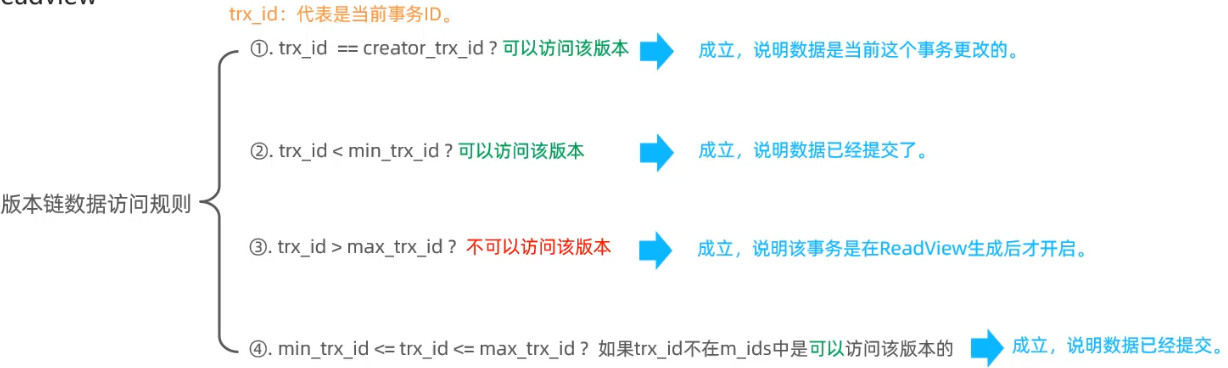 eadview
trx_id：代表是当前事务ID。
①. trx_id == creator_trx_id ? 可以访问该版本 成立，说明数据是当前这个事务更改的。
②. trx_id < min_trx_id ? 可以访问该版本 成立，说明数据已经提交了。
版本链数据访问规则
③. trx_id > max_trx_id ? 不可以访问该版本 成立，说明该事务是在ReadView生成后才开启。
④. min_trx_id <= trx_id <= max_trx_id ? 如果trx_id不在m_ids中是可以访问该版本的 成立，说明数据已经提交。